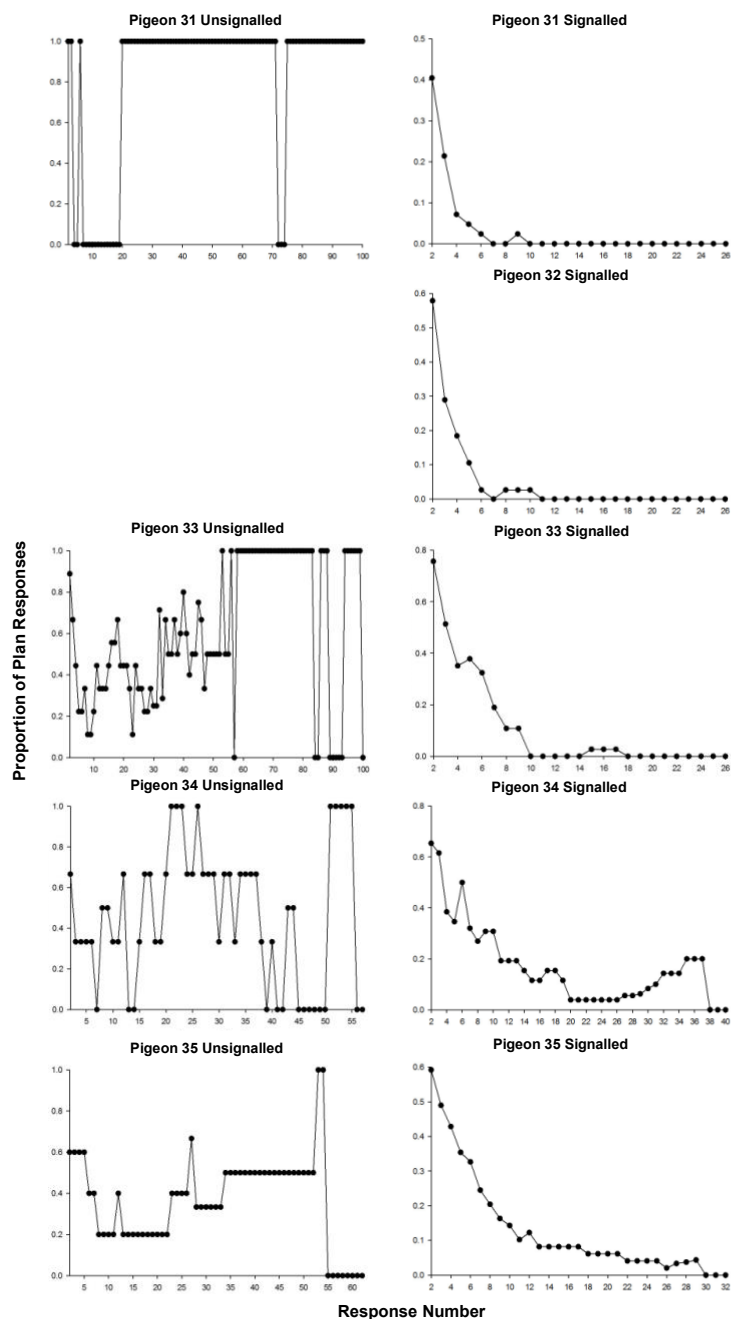 Pigeon 31 Unsignalled
1.0
0.8
0.6
0.4
0.2
0.0
10 20 30 40 50 60 70 80 90 100
Pigeon 31 Signalled
0.5
0.4
0.3
0.2
0.1
0.0
2 4 6 8 10 12 14 16 18 20 22 24 26
Pigeon 32 Signalled
0.6
0.5
0.4
0.3
0.2
0.1
0.0
2 4 6 8 10 12 14 16 18 20 22 24 26
Proportion of Plan Responses
Pigeon 33 Unsignalled
1.0
0.8
0.6
0.4
0.2
0.0
10 20 30 40 50 60 70 80 90 100
Pigeon 33 Signalled
0.8
0.6
0.4
0.2
0.0
2 4 6 8 10 12 14 16 18 20 22 24 26
Pigeon 34 Unsignalled
1.0
0.8
0.6
0.4
0.2
0.0
5 10 15 20 25 30 35 40 45 50 55
Pigeon 34 Signalled
0.8
0.6
0.4
0.2
0.0
2 4 6 8 10 12 14 16 18 20 22 24 26 28 30 32 34 36 38 40
Pigeon 35 Unsignalled
1.0
0.8
0.6
0.4
0.2
0.0
5 10 15 20 25 30 35 40 45 50 55 60
Pigeon 35 Signalled
0.6
0.5
0.4
0.3
0.2
0.1
0.0
2 4 6 8 10 12 14 16 18 20 22 24 26 28 30 32
Response Number